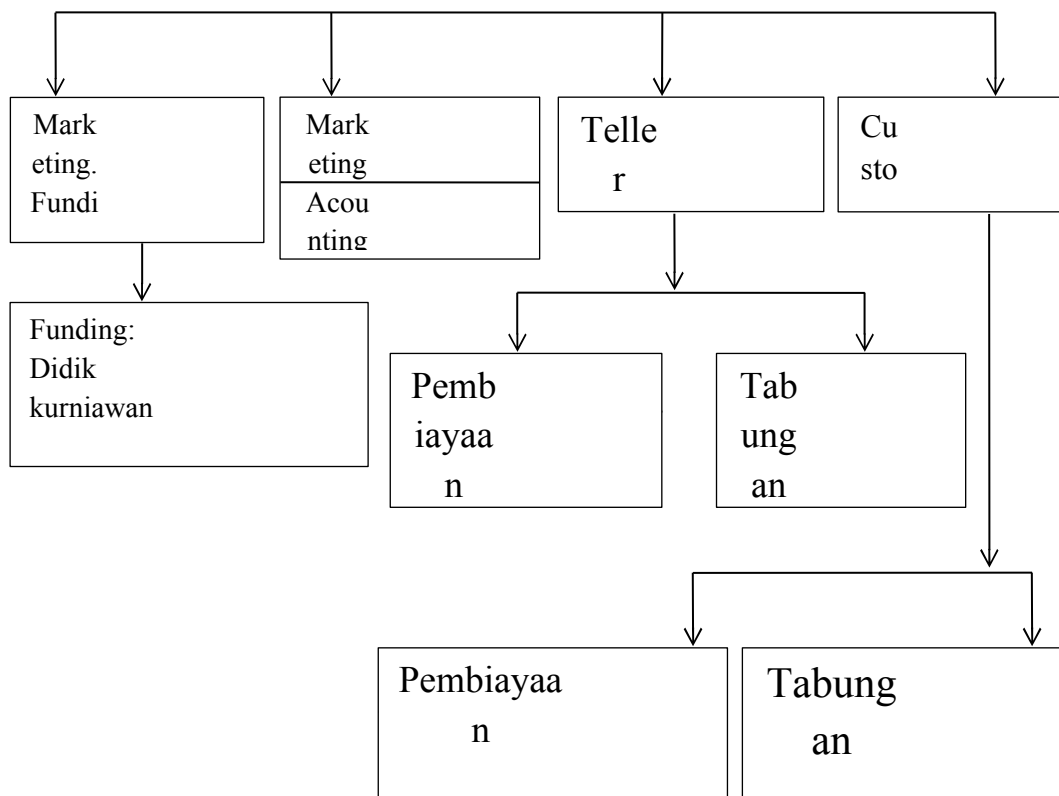 Mark
eting.
Fundi
Mark
eting
Acou
nting
Telle
r
Cu
sto
Funding:
Didik
kurniawan
Pemb
iayaa
n
Tab
ung
an
Pembiayaa
n
Tabung
an